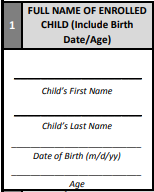 1
FULL NAME OF ENROLLED
CHILD (Include Birth
Date/Age)
Child's First Name
Child's Last Name
Date of Birth (m/d/yy)
Age